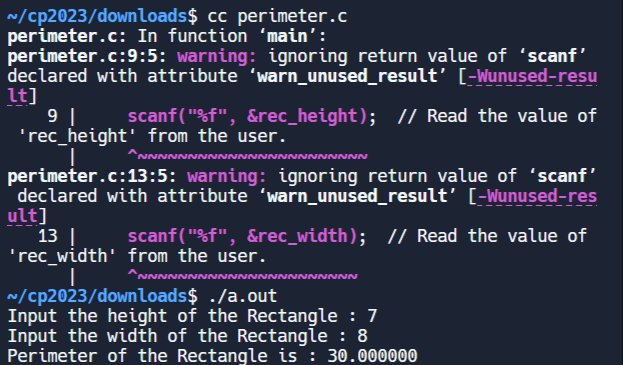 ~/cp2023/downloads$ cc perimeter.c
perimeter.c: In function ‘main’:
perimeter.c:9:5: warning: ignoring return value of ‘scanf’
declared with attribute ‘warn_unused_result’ [-Wunused-resu
lt]
    9 |     scanf("%f", &rec_height);  // Read the value of
 'rec_height' from the user.
      |     ^~~~~~~~~~~~~~~~~~~~~~~~
perimeter.c:13:5: warning: ignoring return value of ‘scanf’
 declared with attribute ‘warn_unused_result’ [-Wunused-res
ult]
   13 |     scanf("%f", &rec_width);  // Read the value of
'rec_width' from the user.
      |     ^~~~~~~~~~~~~~~~~~~~~~~
~/cp2023/downloads$ ./a.out
Input the height of the Rectangle : 7
Input the width of the Rectangle : 8
Perimeter of the Rectangle is : 30.000000